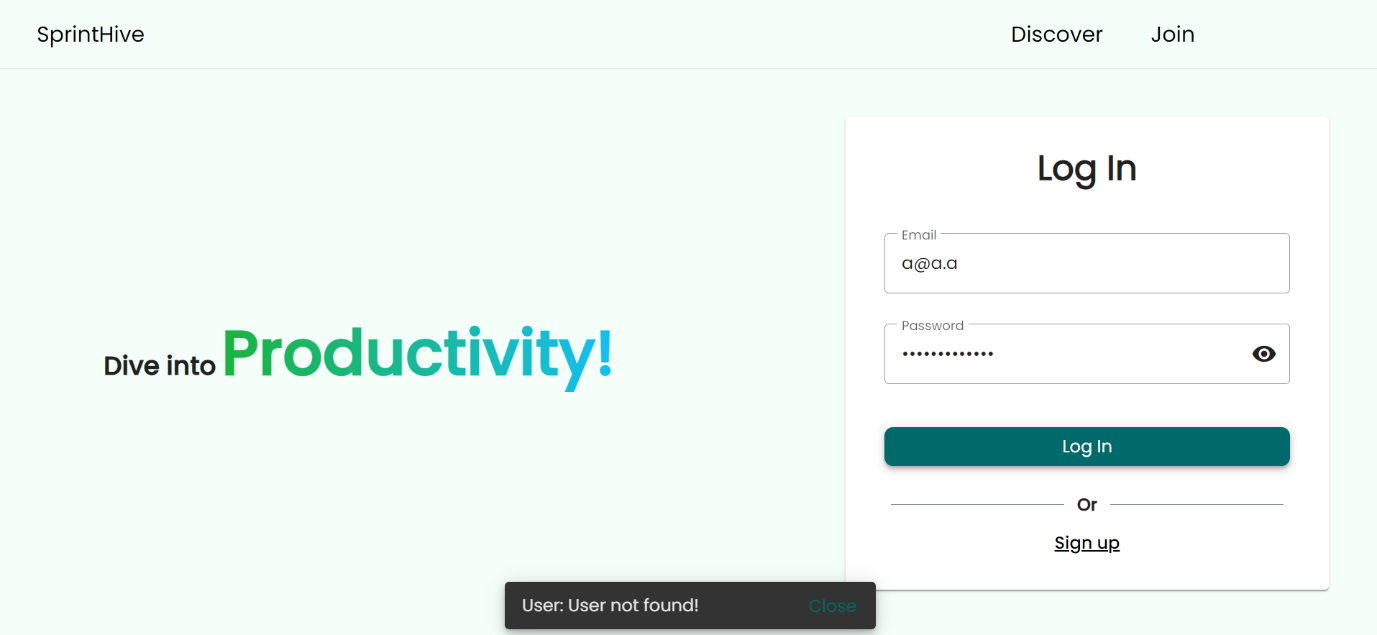 SprintHive
Discover
Join
Log In
Email
a@a.a
Dive into Productivity!
Password
•••••••••••••
Log In
Or
Sign up
User: User not found!
Close